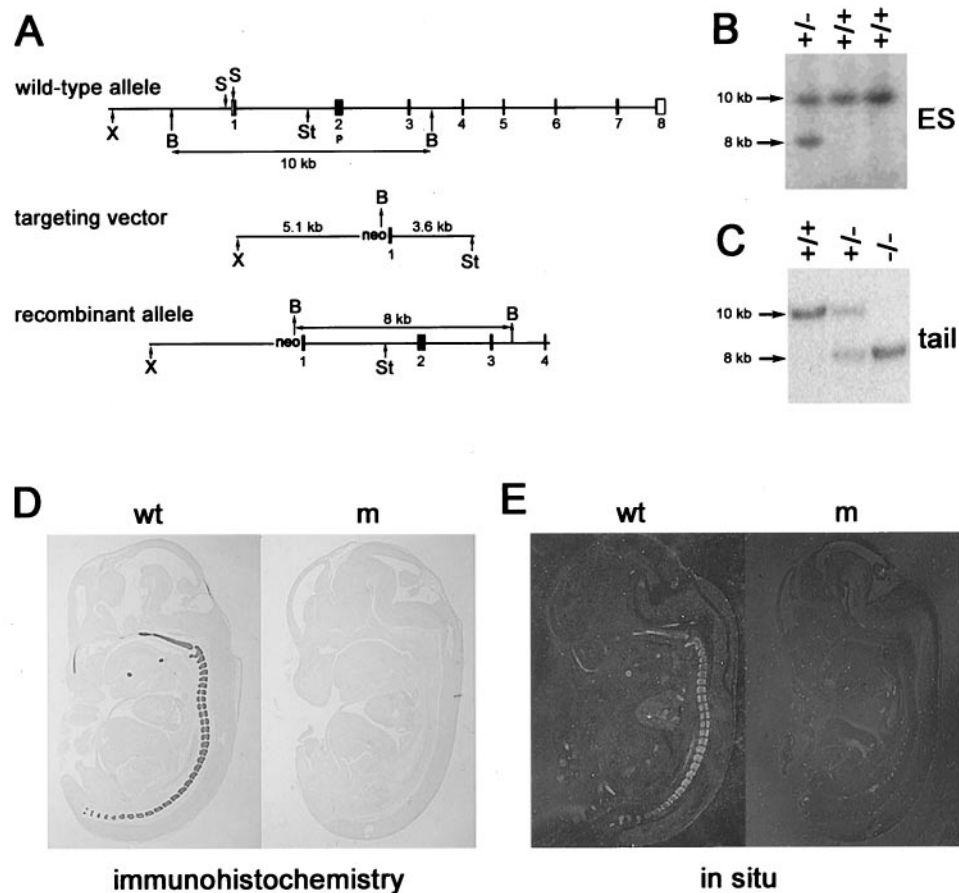 A
wild-type allele
S
S
X
B
1
St
2
P
3
B
4
5
6
7
8
10 kb
targeting vector
B
5.1 kb
neo
3.6 kb
X
1
St
recombinant allele
B
8 kb
B
neo
X
1
St
2
3
4
B
+/- +/+ +/+
10 kb
8 kb
ES
C
+/+ +/- -/-
10 kb
8 kb
tail
D
wt m
immunohistochemistry
E
wt m
in situ